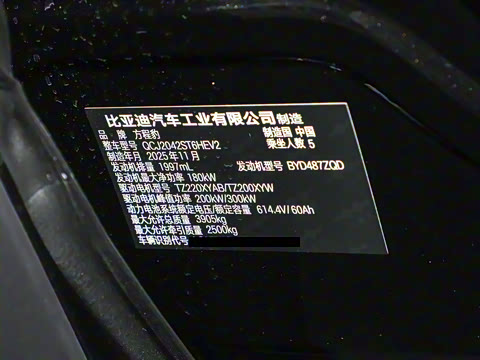 比亚迪汽车工业有限公司制造
品 牌 方程豹 制造国 中国
整车型号 QCJ2042ST6HEV2 乘坐人数 5
制造年月 2025年11月
发动机排量 1997mL 发动机型号 BYD487ZQD
发动机最大净功率 180kW
驱动电机型号 TZ220XYAB/TZ200XYW
驱动电机峰值功率 200kW/300kW
动力电池系统额定电压/额定容量 614.4V/60Ah
最大允许总质量 3905kg
最大允许牵引质量 2500kg
车辆识别代号